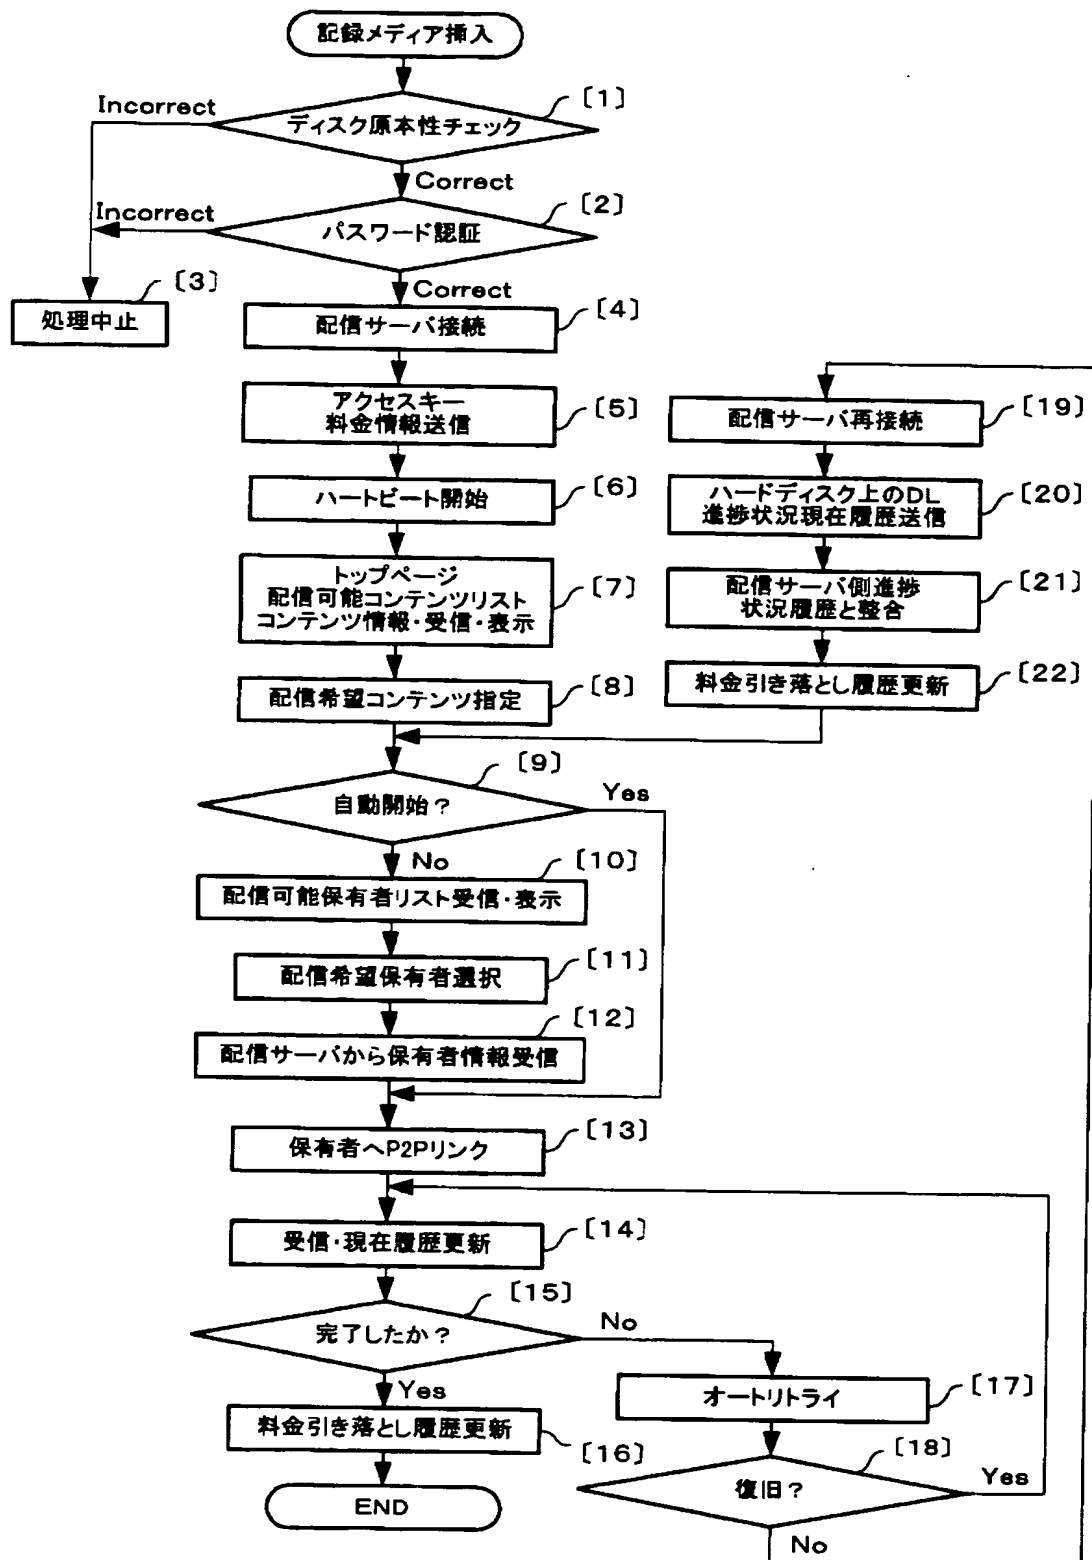 記録メディア挿入
〔1〕
Incorrect
ディスク原本性チェック
Correct
〔2〕
Incorrect
パスワード認証
〔3〕
Correct
処理中止
配信サーバ接続
〔4〕
アクセスキー
料金情報送信
〔5〕
ハートビート開始
〔6〕
トップページ
配信可能コンテンツリスト
コンテンツ情報・受信・表示
〔7〕
配信希望コンテンツ指定
〔8〕
配信サーバ再接続
〔19〕
ハードディスク上のDL
進捗状況現在履歴送信
〔20〕
配信サーバ側進捗
状況履歴と整合
〔21〕
料金引き落とし履歴更新
〔22〕
〔9〕
自動開始？
Yes
No
〔10〕
配信可能保有者リスト受信・表示
配信希望保有者選択
〔11〕
〔12〕
配信サーバから保有者情報受信
保有者へP2Pリンク
〔13〕
受信・現在履歴更新
〔14〕
〔15〕
完了したか？
No
Yes
料金引き落とし履歴更新
〔16〕
END
オートリトライ
〔17〕
〔18〕
復旧？
Yes
No